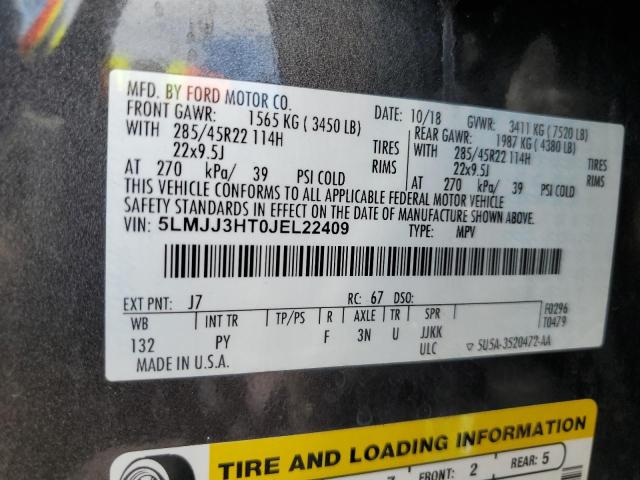 MFD. BY FORD MOTOR CO. 10/18 GVWR: 3411 KG ( 7520 LB)
FRONT GAWR: 1565 KG ( 3450 LB) REAR GAWR: 1987 KG ( 4380 LB)
WITH 285/45R22 114H TIRES WITH 285/45R22 114H TIRES
22x9.5J RIMS 22x9.5J RIMS
AT 270 kPa/ 39 PSI COLD AT 270 kPa/ 39 PSI COLD
THIS VEHICLE CONFORMS TO ALL APPLICABLE FEDERAL MOTOR VEHICLE
SAFETY STANDARDS IN EFFECT ON THE DATE OF MANUFACTURE SHOWN ABOVE.
VIN: 5LMJJ3HT0JEL22409 TYPE: MPV
EXT PNT: J7 RC: 67 DSO: F0296
WB INT TR TP/PS R AXLE TR SPR T0479
132 PY F 3N U JJKK
MADE IN U.S.A. ULC ▽ 5U5A-3520472-AA
TIRE AND LOADING INFORMATION
FRONT: 2 REAR: 5